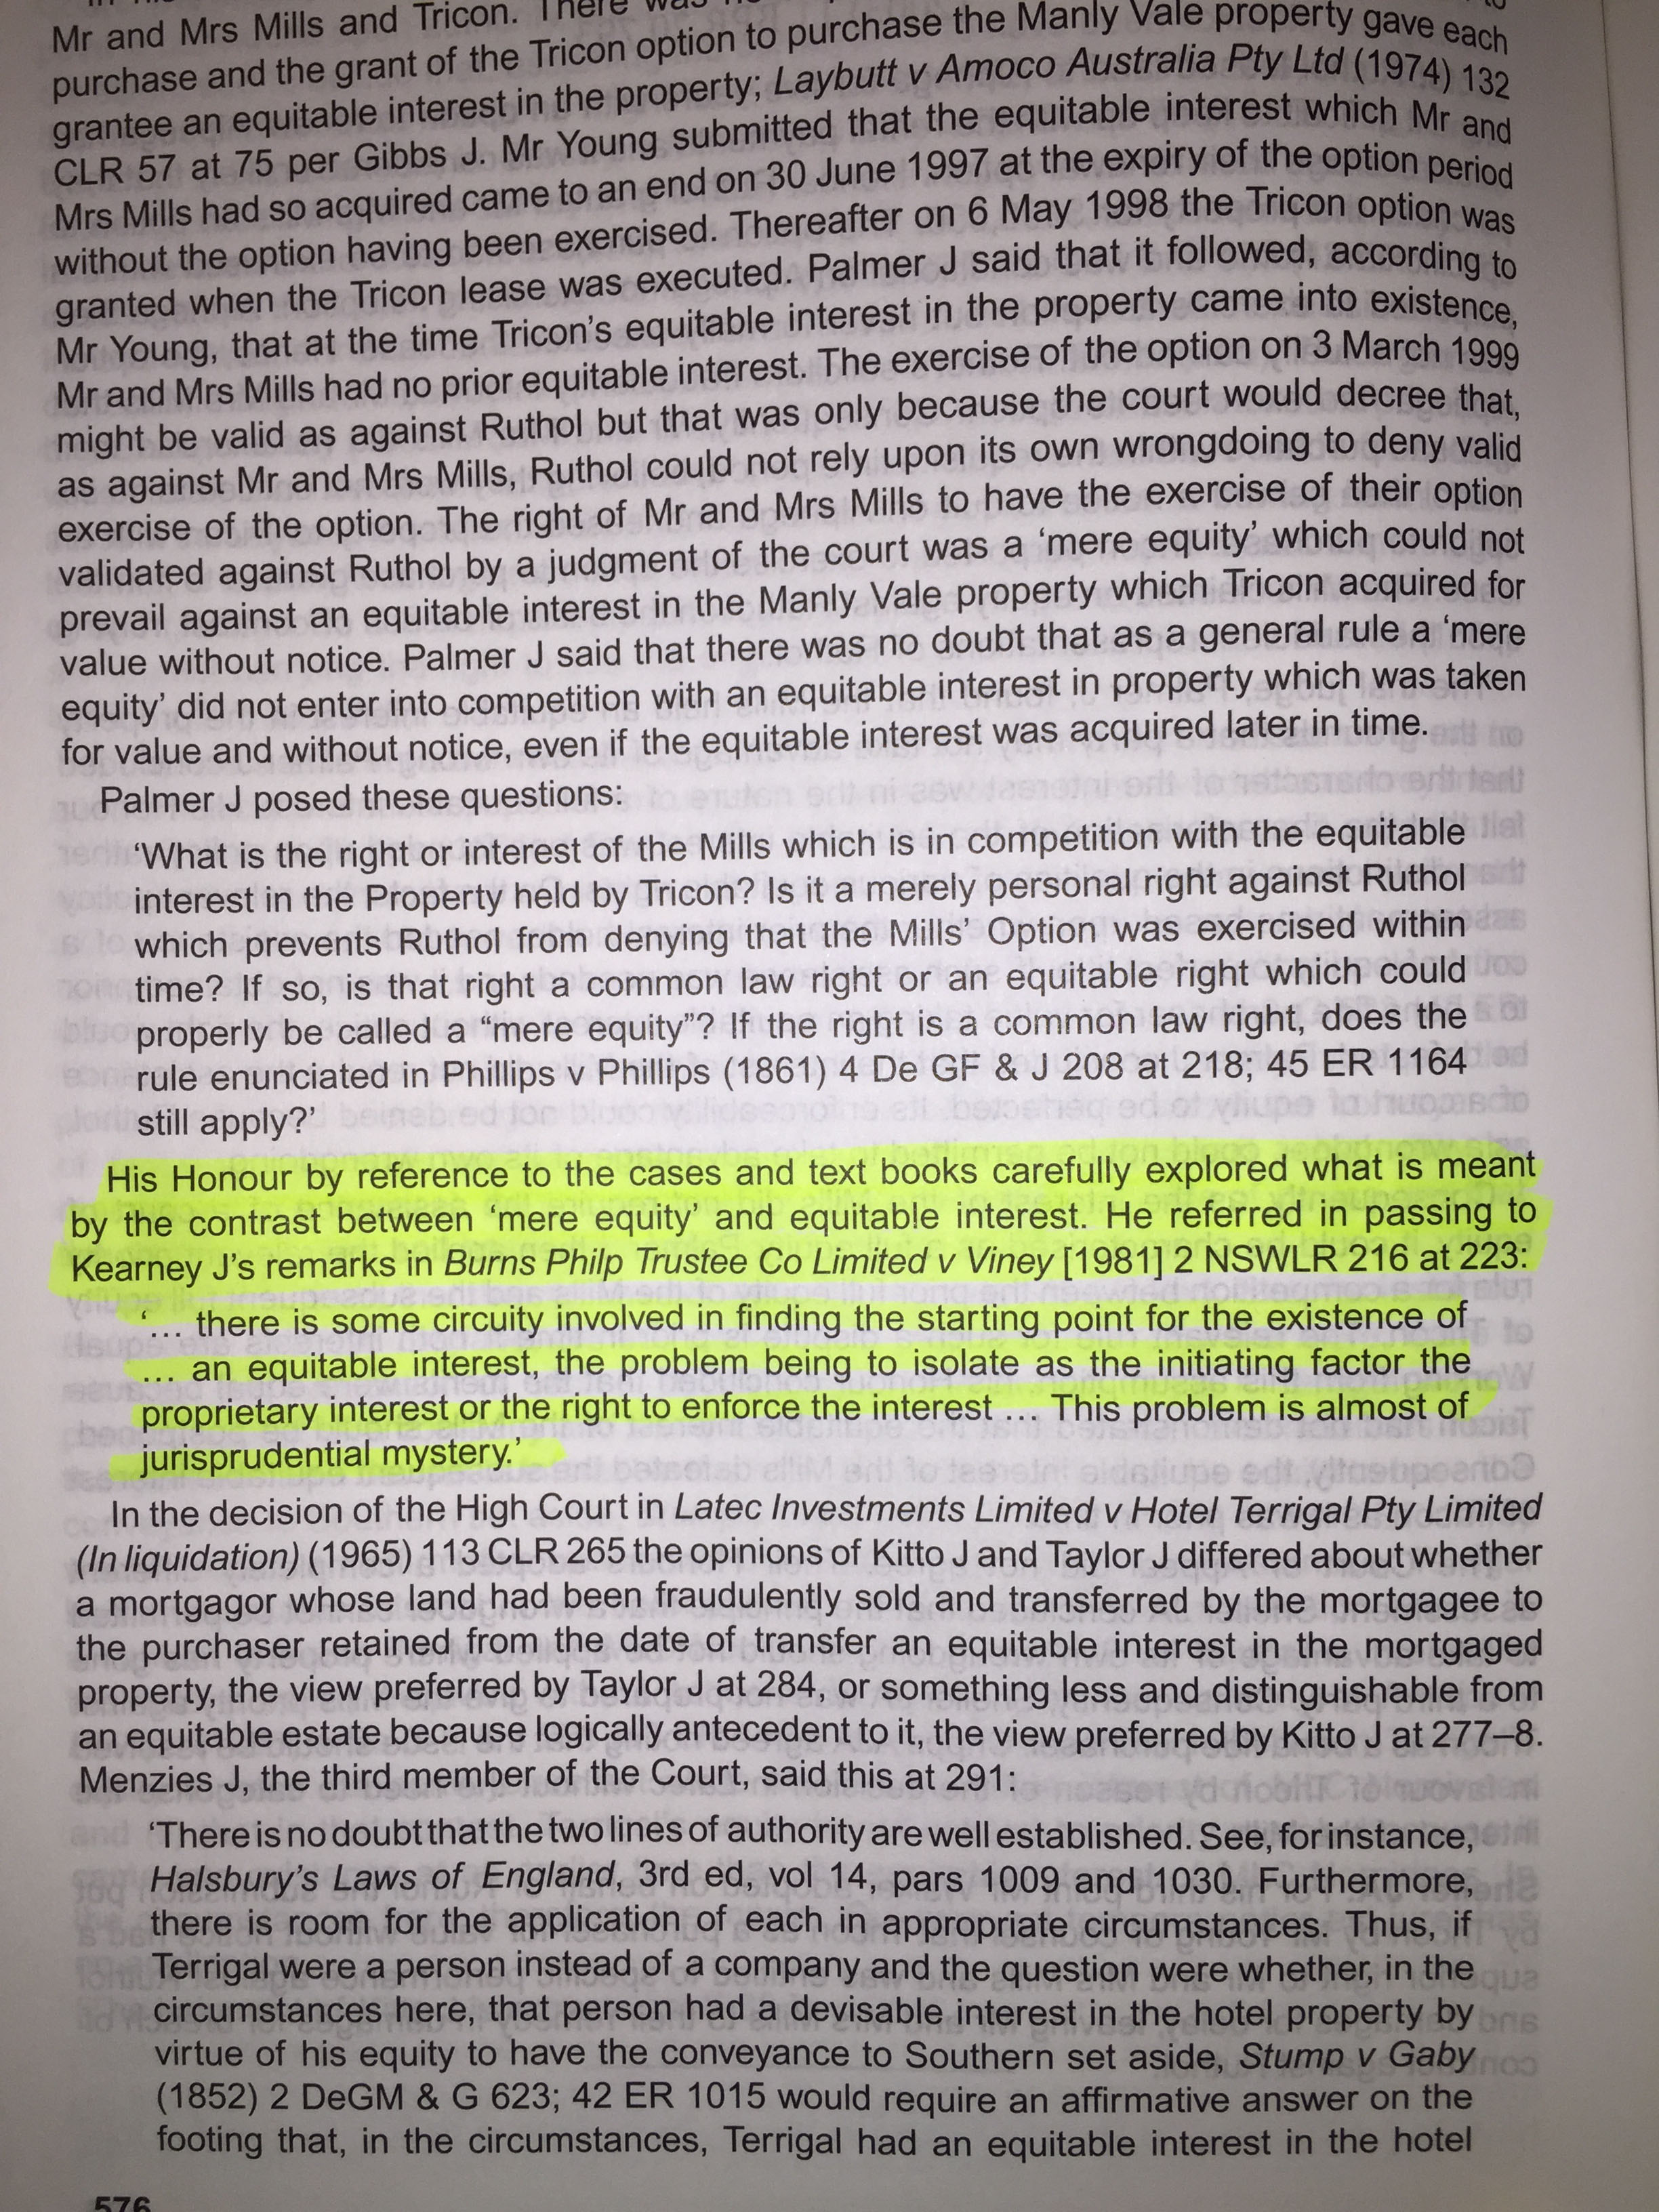 Mr and Mrs Mills and Tricon. There was
purchase and the grant of the Tricon option to purchase the Manly Vale property gave each
grantee an equitable interest in the property; Laybutt v Amoco Australia Pty Ltd (1974) 132
CLR 57 at 75 per Gibbs J. Mr Young submitted that the equitable interest which Mr and
Mrs Mills had so acquired came to an end on 30 June 1997 at the expiry of the option period
without the option having been exercised. Thereafter on 6 May 1998 the Tricon option was
granted when the Tricon lease was executed. Palmer J said that it followed, according to
Mr Young, that at the time Tricon's equitable interest in the property came into existence,
Mr and Mrs Mills had no prior equitable interest. The exercise of the option on 3 March 1999
might be valid as against Ruthol but that was only because the court would decree that,
as against Mr and Mrs Mills, Ruthol could not rely upon its own wrongdoing to deny valid
exercise of the option. The right of Mr and Mrs Mills to have the exercise of their option
validated against Ruthol by a judgment of the court was a ‘mere equity’ which could not
prevail against an equitable interest in the Manly Vale property which Tricon acquired for
value without notice. Palmer J said that there was no doubt that as a general rule a ‘mere
equity’ did not enter into competition with an equitable interest in property which was taken
for value and without notice, even if the equitable interest was acquired later in time.
Palmer J posed these questions:
‘What is the right or interest of the Mills which is in competition with the equitable
interest in the Property held by Tricon? Is it a merely personal right against Ruthol
which prevents Ruthol from denying that the Mills’ Option was exercised within
time? If so, is that right a common law right or an equitable right which could
properly be called a “mere equity”? If the right is a common law right, does the
rule enunciated in Phillips v Phillips (1861) 4 De GF & J 208 at 218; 45 ER 1164
still apply?’
His Honour by reference to the cases and text books carefully explored what is meant
by the contrast between ‘mere equity’ and equitable interest. He referred in passing to
Kearney J’s remarks in Burns Philp Trustee Co Limited v Viney [1981] 2 NSWLR 216 at 223:
‘... there is some circuity involved in finding the starting point for the existence of
... an equitable interest, the problem being to isolate as the initiating factor the
proprietary interest or the right to enforce the interest ... This problem is almost of
jurisprudential mystery.’
In the decision of the High Court in Latec Investments Limited v Hotel Terrigal Pty Limited
(In liquidation) (1965) 113 CLR 265 the opinions of Kitto J and Taylor J differed about whether
a mortgagor whose land had been fraudulently sold and transferred by the mortgagee to
the purchaser retained from the date of transfer an equitable interest in the mortgaged
property, the view preferred by Taylor J at 284, or something less and distinguishable from
an equitable estate because logically antecedent to it, the view preferred by Kitto J at 277–8.
Menzies J, the third member of the Court, said this at 291:
‘There is no doubt that the two lines of authority are well established. See, for instance,
Halsbury’s Laws of England, 3rd ed, vol 14, pars 1009 and 1030. Furthermore,
there is room for the application of each in appropriate circumstances. Thus, if
Terrigal were a person instead of a company and the question were whether, in the
circumstances here, that person had a devisable interest in the hotel property by
virtue of his equity to have the conveyance to Southern set aside, Stump v Gaby
(1852) 2 DeGM & G 623; 42 ER 1015 would require an affirmative answer on the
footing that, in the circumstances, Terrigal had an equitable interest in the hotel
576